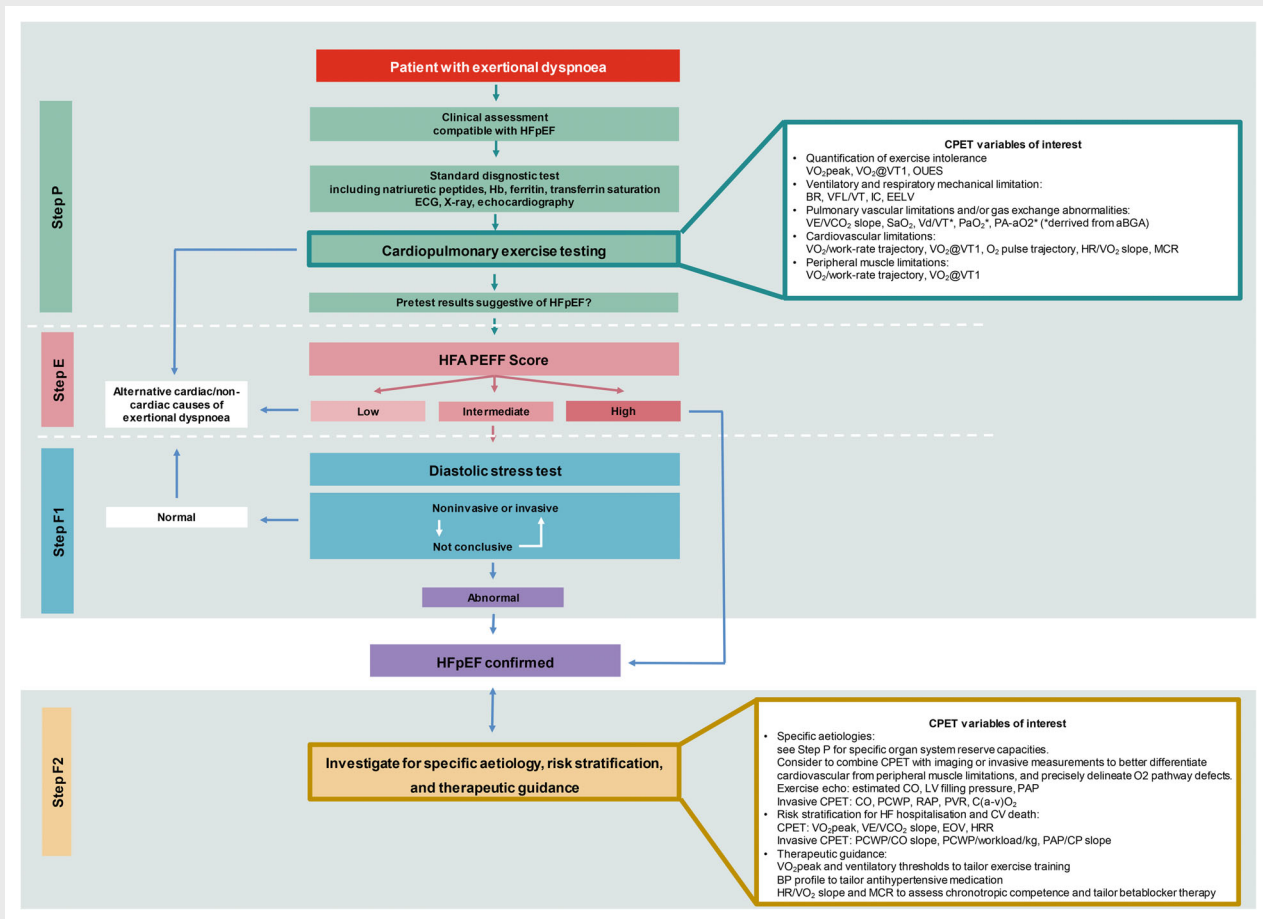 Patient with exertional dyspnoea
Step P
Clinical assessment
compatible with HFpEF
Standard disgnostic test
including natriuretic peptides, Hb, ferritin, transferrin saturation
ECG, X-ray, echocardiography
Cardiopulmonary exercise testing
Pretest results suggestive of HFpEF?
CPET variables of interest
• Quantification of exercise intolerance
VO₂peak, VO₂@VT1, OUES
• Ventilatory and respiratory mechanical limitation:
BR, VFL/VT, IC, EELV
• Pulmonary vascular limitations and/or gas exchange abnormalities:
VE/VCO₂ slope, SaO₂, Vd/VT*, PaO₂*, PA-aO2* (*derived from aBGA)
• Cardiovascular limitations:
VO₂/work-rate trajectory, VO₂@VT1, O₂ pulse trajectory, HR/VO₂ slope, MCR
• Peripheral muscle limitations:
VO₂/work-rate trajectory, VO₂@VT1
Step E
HFA PEFF Score
Alternative cardiac/non-
cardiac causes of
exertional dyspnoea
Low
Intermediate
High
Step F1
Diastolic stress test
Normal
Noninvasive or invasive
Not conclusive
Abnormal
HFpEF confirmed
Step F2
Investigate for specific aetiology, risk stratification,
and therapeutic guidance
CPET variables of interest
• Specific aetiologies:
see Step P for specific organ system reserve capacities.
Consider to combine CPET with imaging or invasive measurements to better differentiate
cardiovascular from peripheral muscle limitations, and precisely delineate O2 pathway defects.
Exercise echo: estimated CO, LV filling pressure, PAP
Invasive CPET: CO, PCWP, RAP, PVR, C(a-v)O₂
• Risk stratification for HF hospitalisation and CV death:
CPET: VO₂peak, VE/VCO₂ slope, EOV, HRR
Invasive CPET: PCWP/CO slope, PCWP/workload/kg, PAP/CP slope
• Therapeutic guidance:
VO₂peak and ventilatory thresholds to tailor exercise training
BP profile to tailor antihypertensive medication
HR/VO₂ slope and MCR to assess chronotropic competence and tailor betablocker therapy